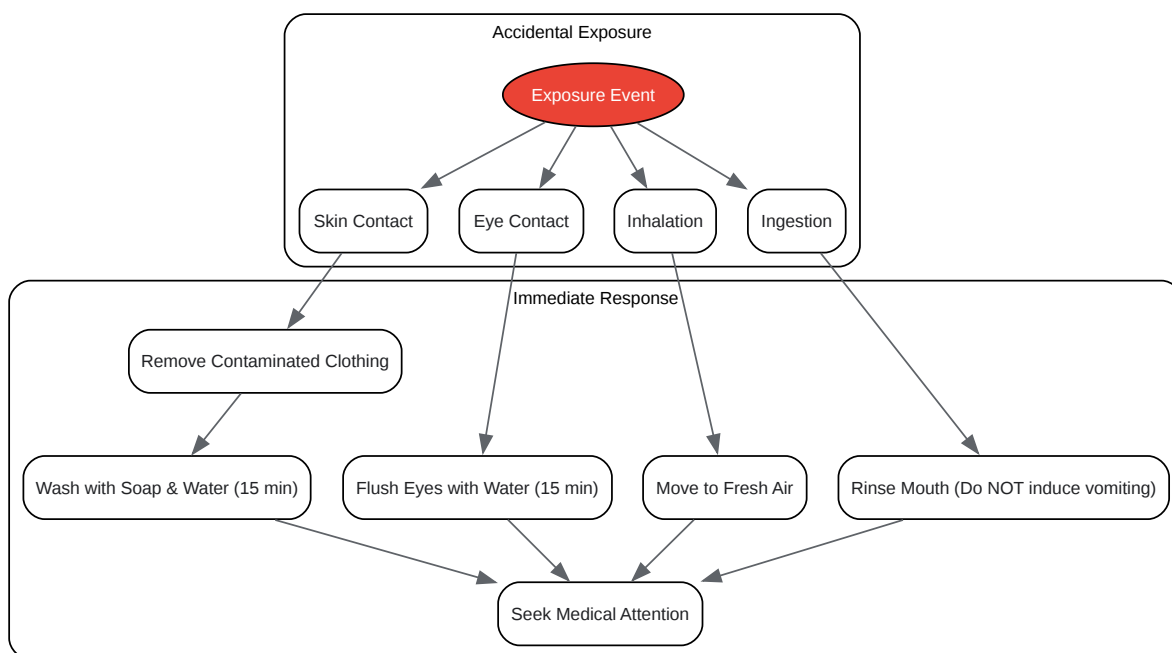 Accidental Exposure
Exposure Event
Skin Contact
Eye Contact
Inhalation
Ingestion
Immediate Response
Remove Contaminated Clothing
Wash with Soap & Water (15 min)
Flush Eyes with Water (15 min)
Move to Fresh Air
Rinse Mouth (Do NOT induce vomiting)
Seek Medical Attention